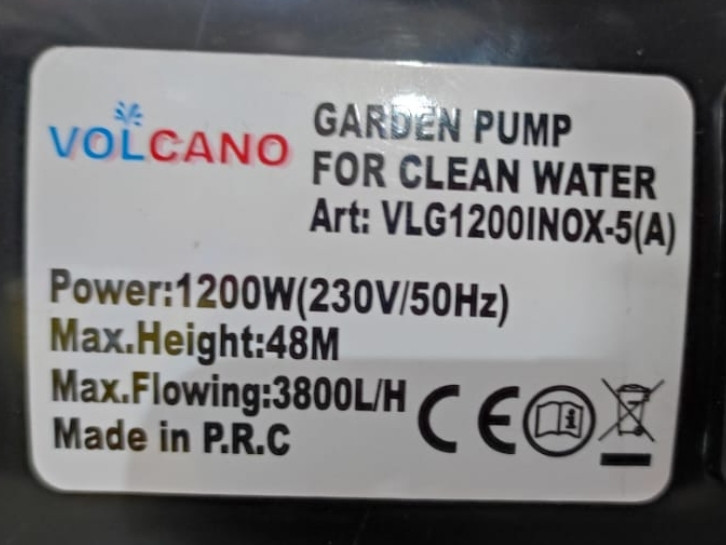 VOLCANO
GARDEN PUMP
FOR CLEAN WATER
Art: VLG1200INOX-5(A)
Power:1200W(230V/50Hz)
Max.Height:48M
Max.Flowing:3800L/H
Made in P.R.C
CE